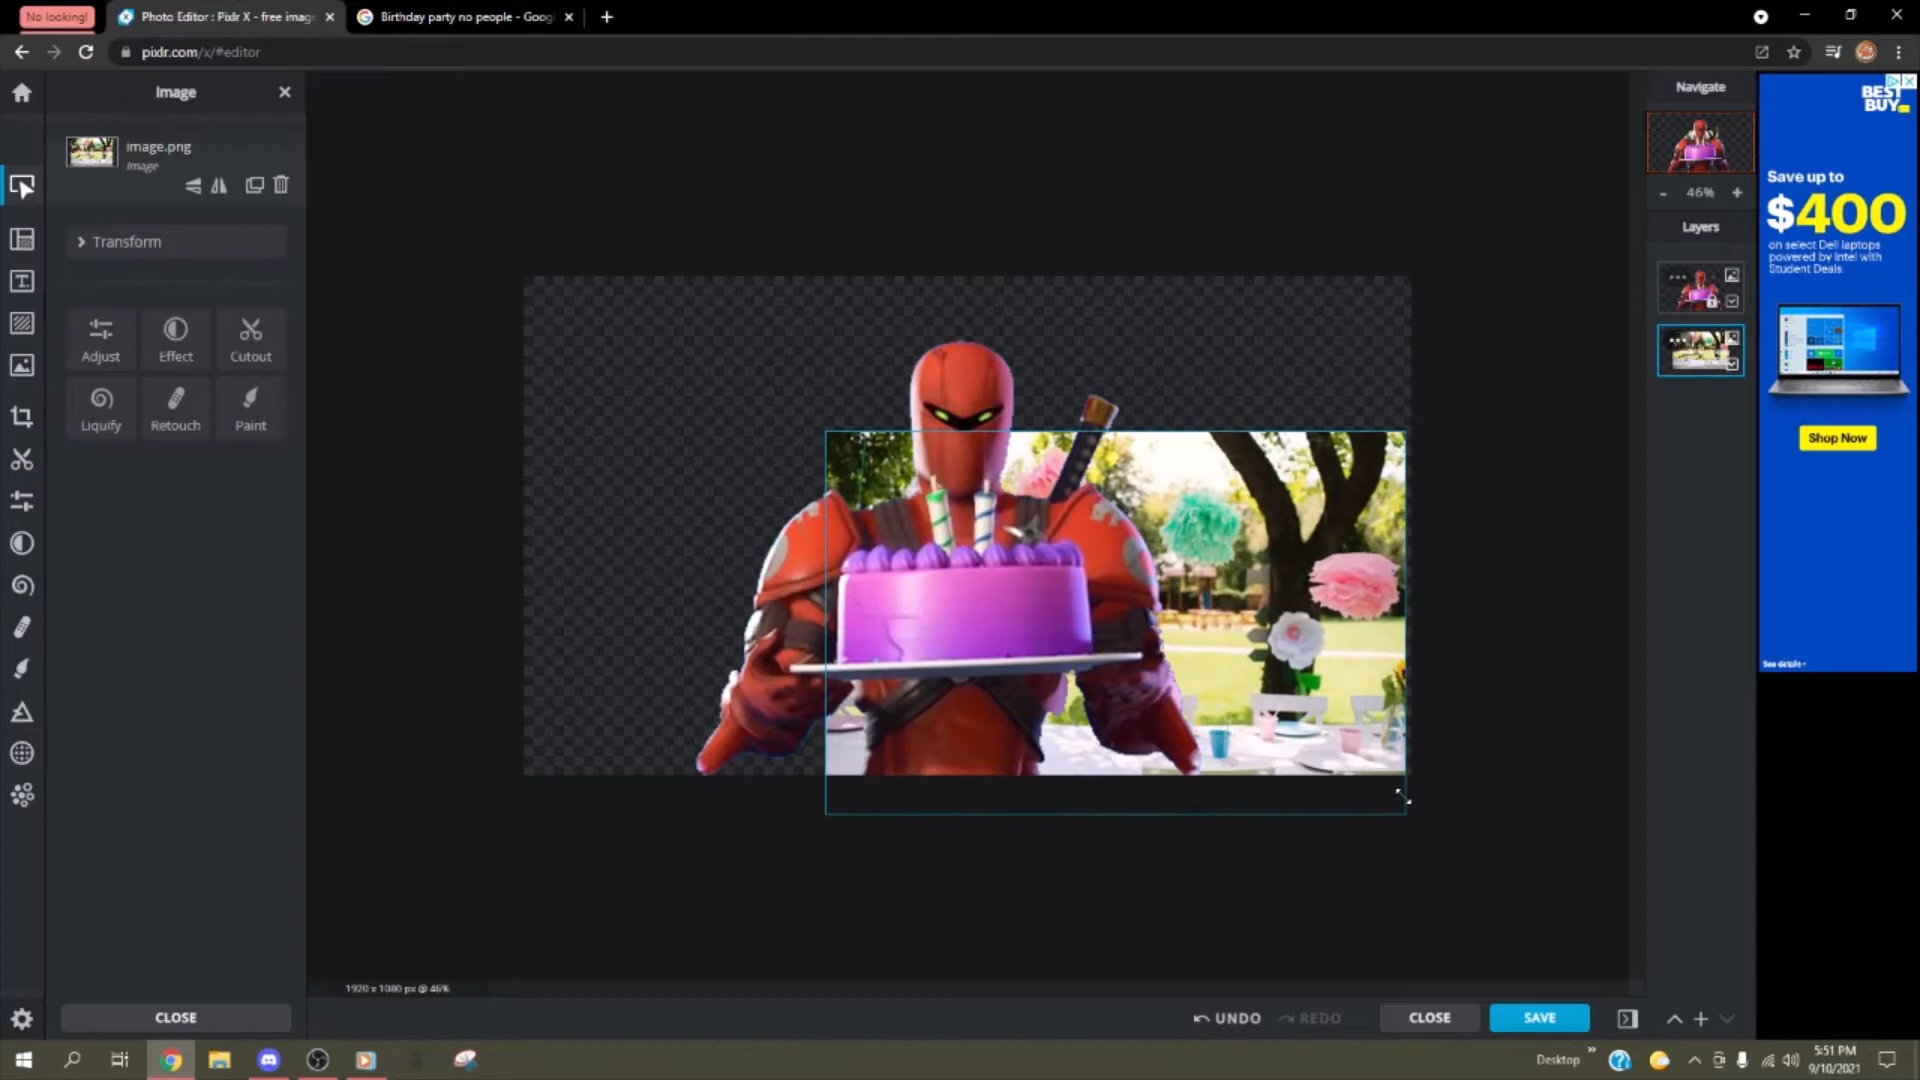 No looking!
Photo Editor : Pixlr X - free imag
Birthday party no people - Goog
pixlr.com/x/#editor
Image
image.png
Image
Transform
Adjust
Effect
Cutout
Liquify
Retouch
Paint
CLOSE
1920 x 1080 px @ 46%
UNDO
REDO
CLOSE
SAVE
Navigate
46%
Layers
BEST
BUY
Save up to
$400
on select Dell laptops
powered by Intel with
Student Deals.
Shop Now
See details
Desktop
5:51 PM
9/10/2021